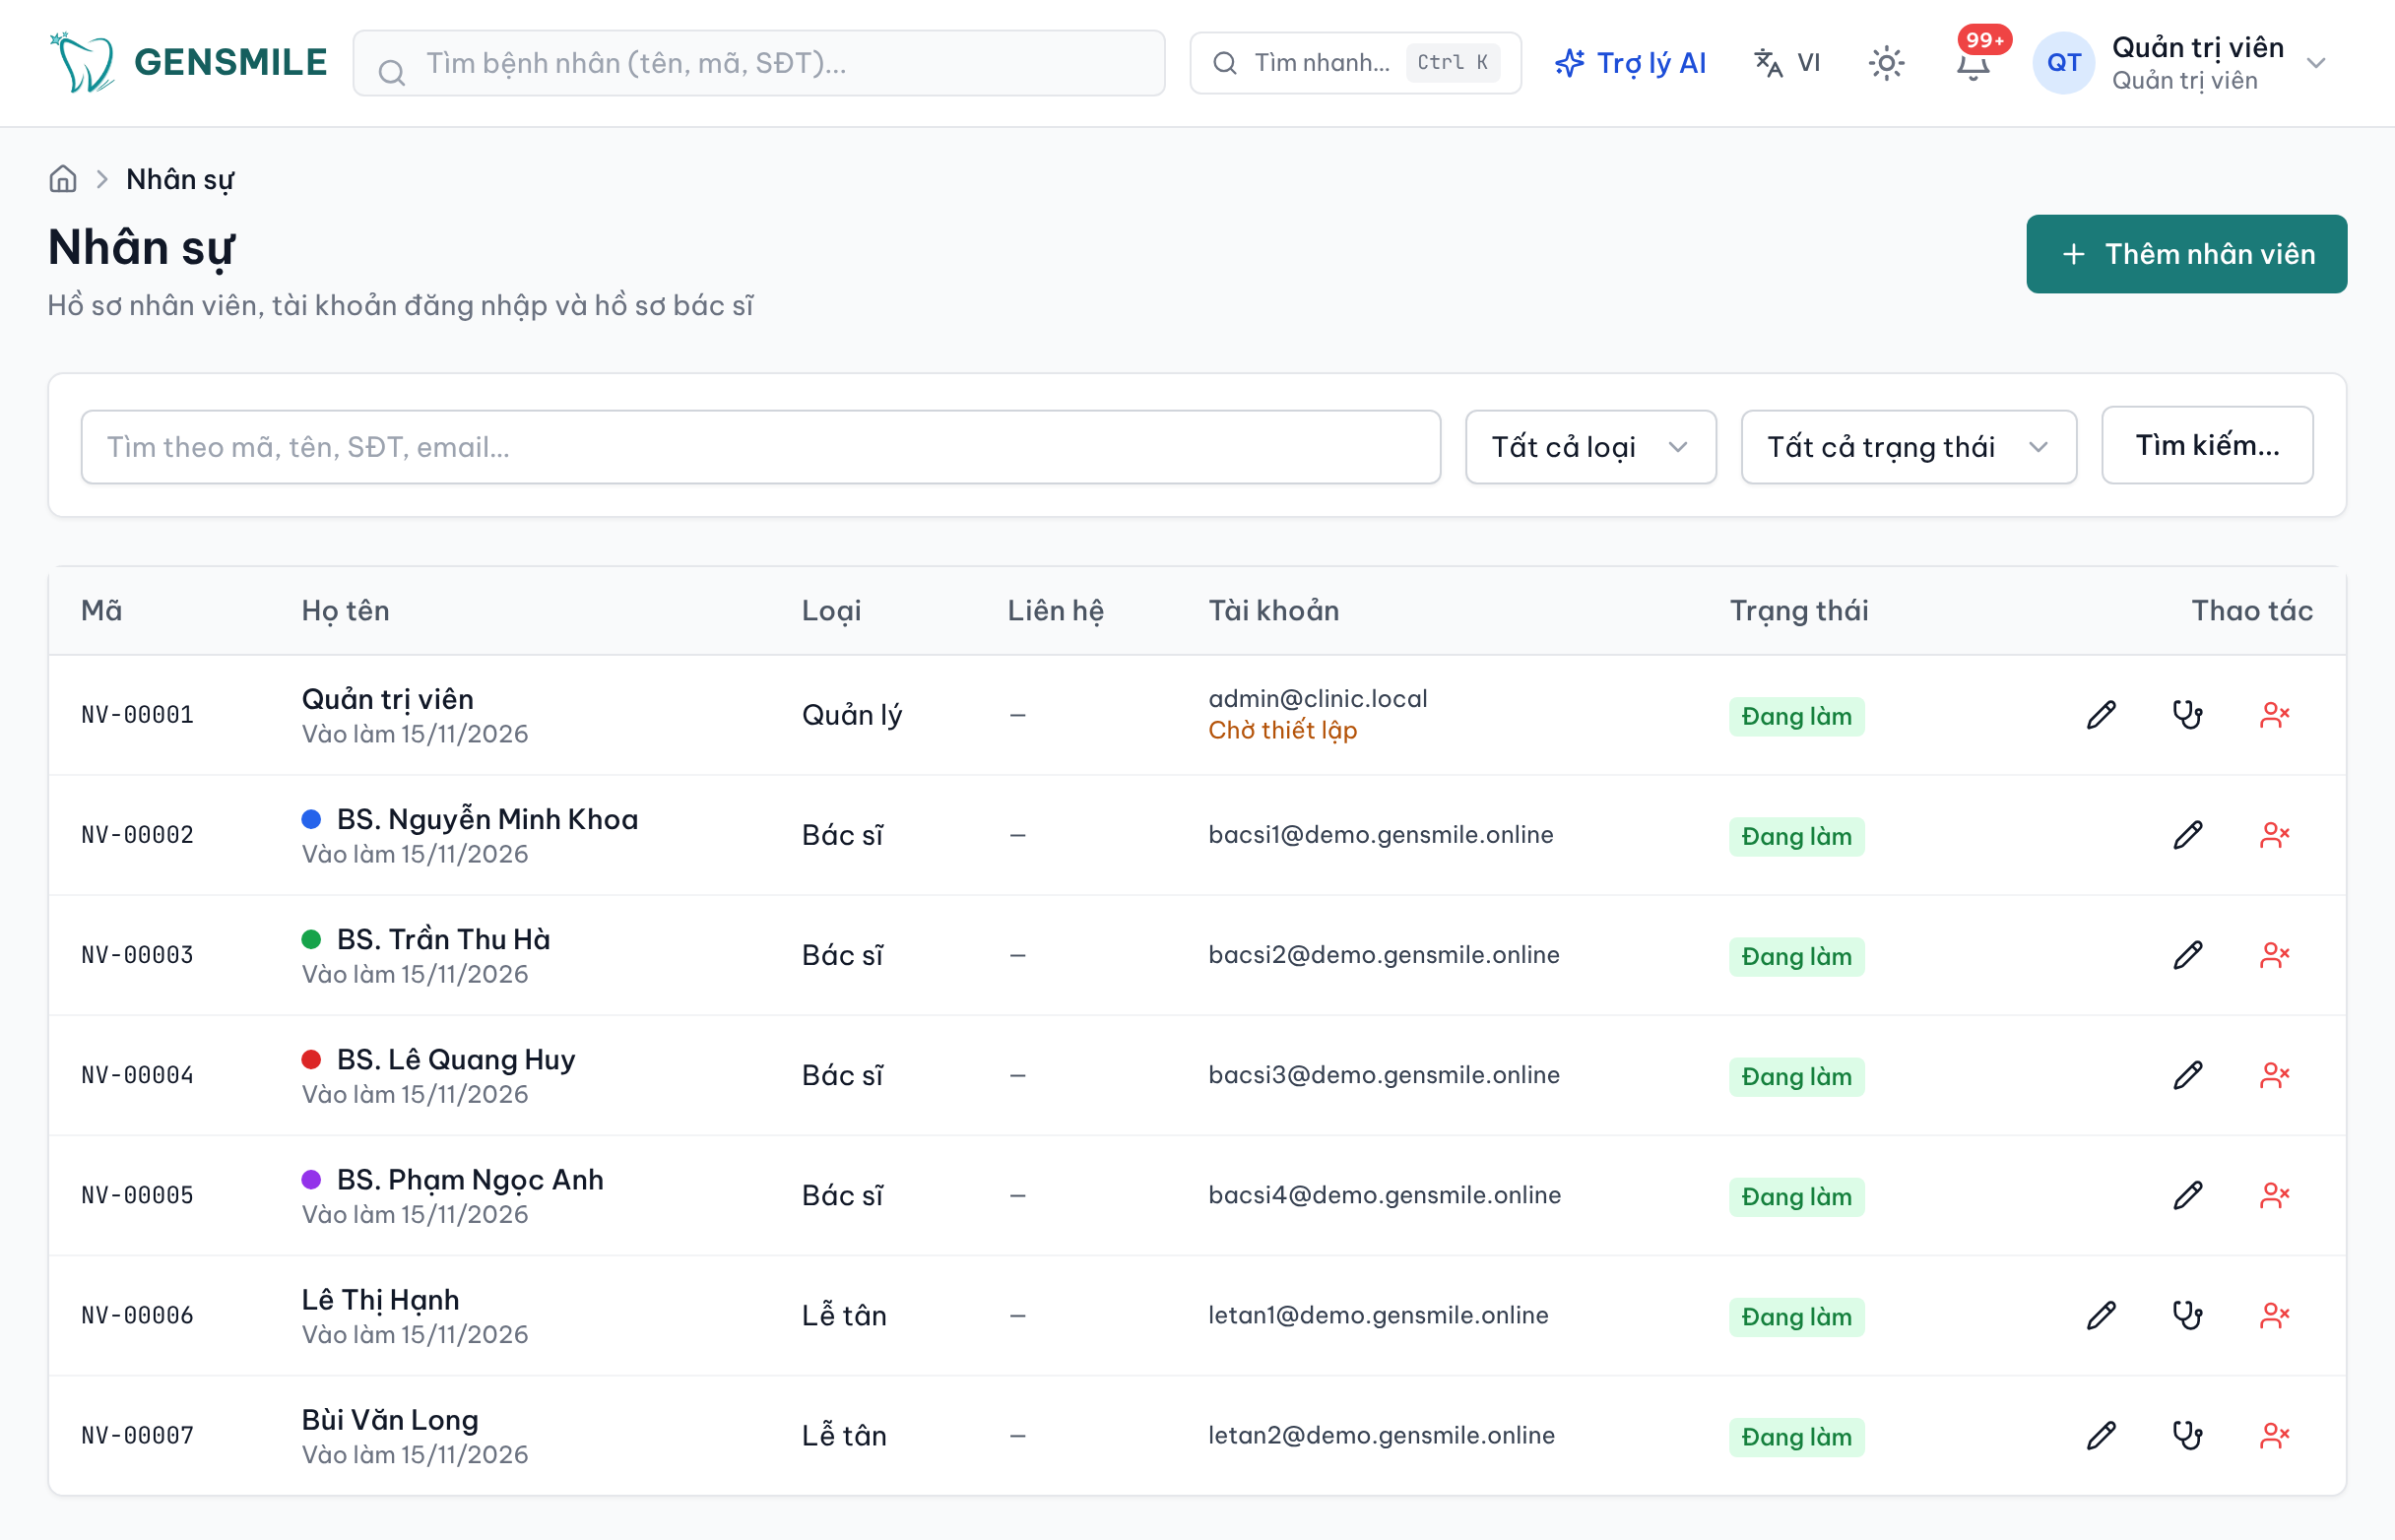 GENSMILE
Tìm bệnh nhân (tên, mã, SĐT)...
Tìm nhanh... Ctrl K
Trợ lý AI
VI
99+
QT
Quản trị viên
Quản trị viên
Nhân sự
Nhân sự
Hồ sơ nhân viên, tài khoản đăng nhập và hồ sơ bác sĩ
+ Thêm nhân viên
Tìm theo mã, tên, SĐT, email...
Tất cả loại
Tất cả trạng thái
Tìm kiếm...
Mã Họ tên Loại Liên hệ Tài khoản Trạng thái Thao tác
NV-00001 Quản trị viên Quản lý – admin@clinic.local Đang làm
Vào làm 15/11/2026 Chờ thiết lập
NV-00002 BS. Nguyễn Minh Khoa Bác sĩ – bacsi1@demo.gensmile.online Đang làm
Vào làm 15/11/2026
NV-00003 BS. Trần Thu Hà Bác sĩ – bacsi2@demo.gensmile.online Đang làm
Vào làm 15/11/2026
NV-00004 BS. Lê Quang Huy Bác sĩ – bacsi3@demo.gensmile.online Đang làm
Vào làm 15/11/2026
NV-00005 BS. Phạm Ngọc Anh Bác sĩ – bacsi4@demo.gensmile.online Đang làm
Vào làm 15/11/2026
NV-00006 Lê Thị Hạnh Lễ tân – letan1@demo.gensmile.online Đang làm
Vào làm 15/11/2026
NV-00007 Bùi Văn Long Lễ tân – letan2@demo.gensmile.online Đang làm
Vào làm 15/11/2026